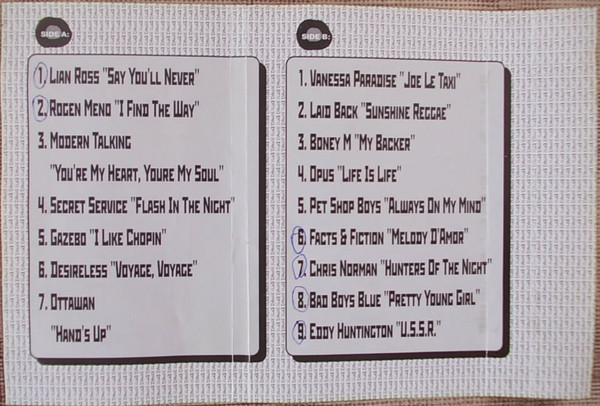 SIDE A:
1. LIAN ROSS "SAY YOU'LL NEVER"
2. ROGEN MENO "I FIND THE WAY"
3. MODERN TALKING
"YOU'RE MY HEART, YOURE MY SOUL"
4. SECRET SERVICE "FLASH IN THE NIGHT"
5. GAZEBO "I LIKE CHOPIN"
6. DESIRELESS "VOYAGE, VOYAGE"
7. OTTAWAN
"HAND'S UP"
SIDE B:
1. VANESSA PARADISE "JOE LE TAXI"
2. LAID BACK "SUNSHINE REGGAE"
3. BONEY M "MY BACKER"
4. OPUS "LIFE IS LIFE"
5. PET SHOP BOYS "ALWAYS ON MY MIND"
6. FACTS & FICTION "MELODY D'AMOR"
7. CHRIS NORMAN "HUNTERS OF THE NIGHT"
8. BAD BOYS BLUE "PRETTY YOUNG GIRL"
9. EDDY HUNTINGTON "U.S.S.R."